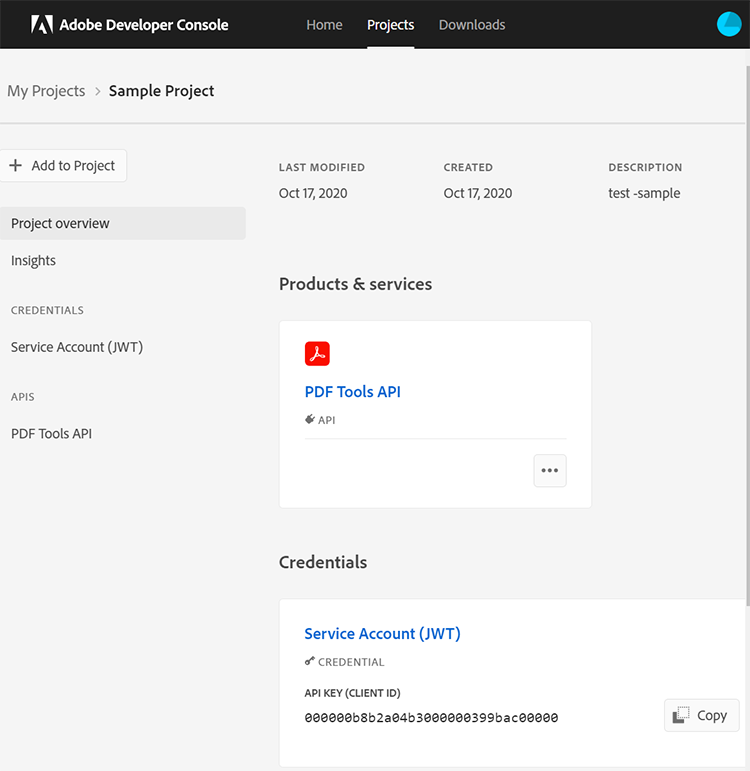 Adobe Developer Console
Home Projects Downloads
My Projects > Sample Project
+ Add to Project
Project overview
Insights
CREDENTIALS
Service Account (JWT)
APIS
PDF Tools API
LAST MODIFIED CREATED DESCRIPTION
Oct 17, 2020 Oct 17, 2020 test -sample
Products & services
PDF Tools API
API
•••
Credentials
Service Account (JWT)
CREDENTIAL
API KEY (CLIENT ID)
000000b8b2a04b3000000399bac00000
Copy